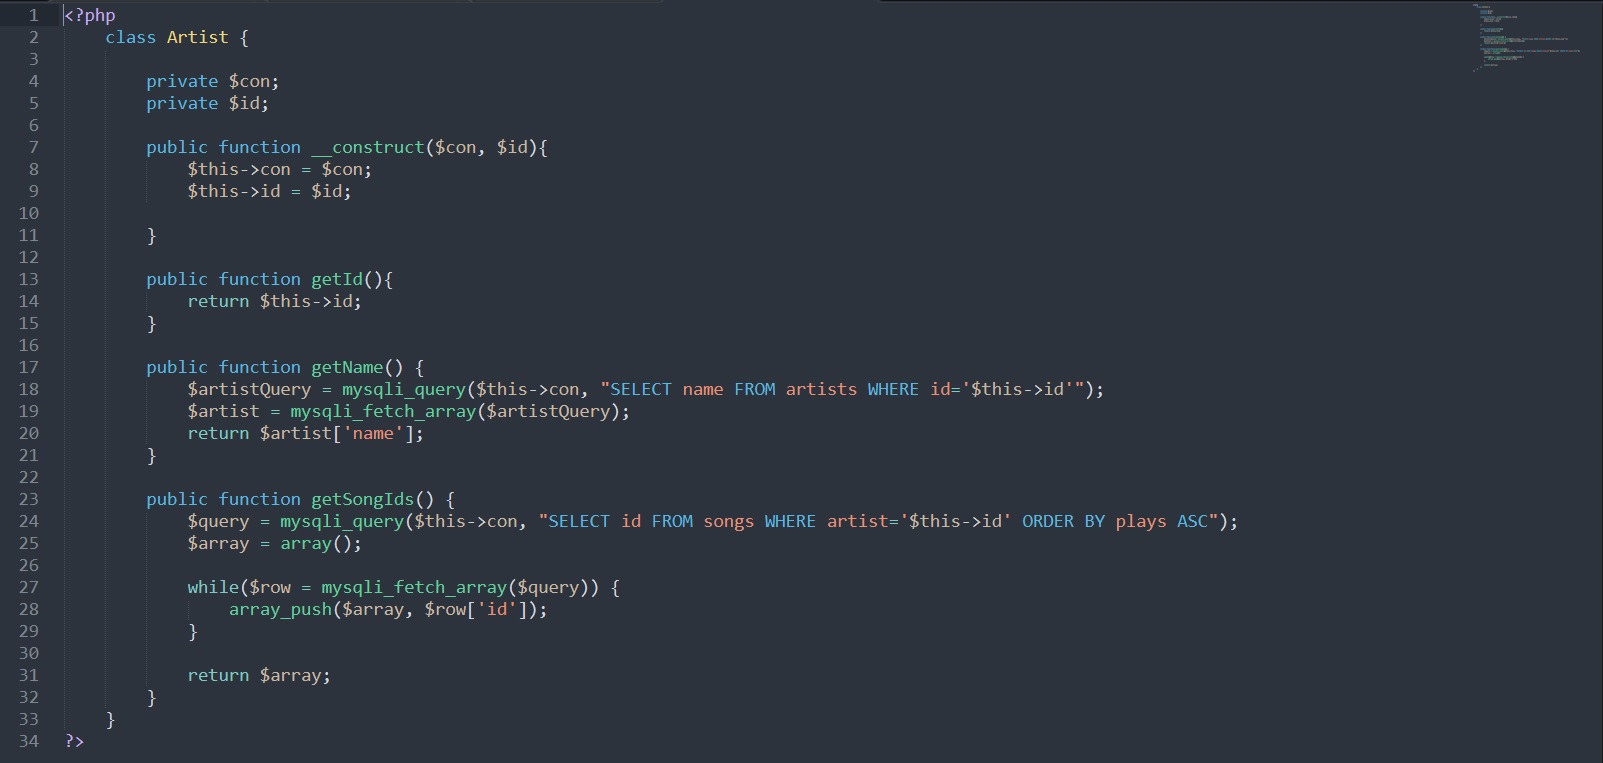 1 <?php
2 class Artist {
3
4 private $con;
5 private $id;
6
7 public function __construct($con, $id){
8 $this->con = $con;
9 $this->id = $id;
10
11 }
12
13 public function getId(){
14 return $this->id;
15 }
16
17 public function getName() {
18 $artistQuery = mysqli_query($this->con, "SELECT name FROM artists WHERE id='$this->id'");
19 $artist = mysqli_fetch_array($artistQuery);
20 return $artist['name'];
21 }
22
23 public function getSongIds() {
24 $query = mysqli_query($this->con, "SELECT id FROM songs WHERE artist='$this->id' ORDER BY plays ASC");
25 $array = array();
26
27 while($row = mysqli_fetch_array($query)) {
28 array_push($array, $row['id']);
29 }
30
31 return $array;
32 }
33 }
34 ?>